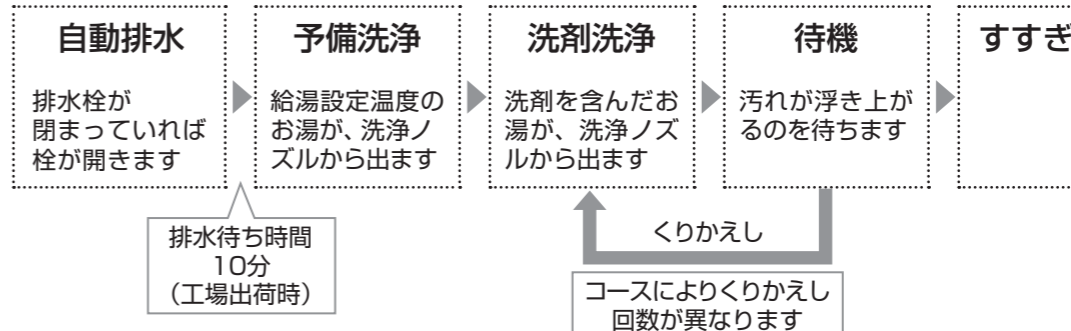 自動排水
排水栓が
閉まっていれば
栓が開きます
予備洗浄
給湯設定温度の
お湯が、洗浄ノ
ズルから出ます
洗剤洗浄
洗剤を含んだお
湯が、洗浄ノズ
ルから出ます
待機
汚れが浮き上が
るのを待ちます
すすぎ
排水待ち時間
10分
（工場出荷時）
くりかえし
コースによりくりかえし
回数が異なります